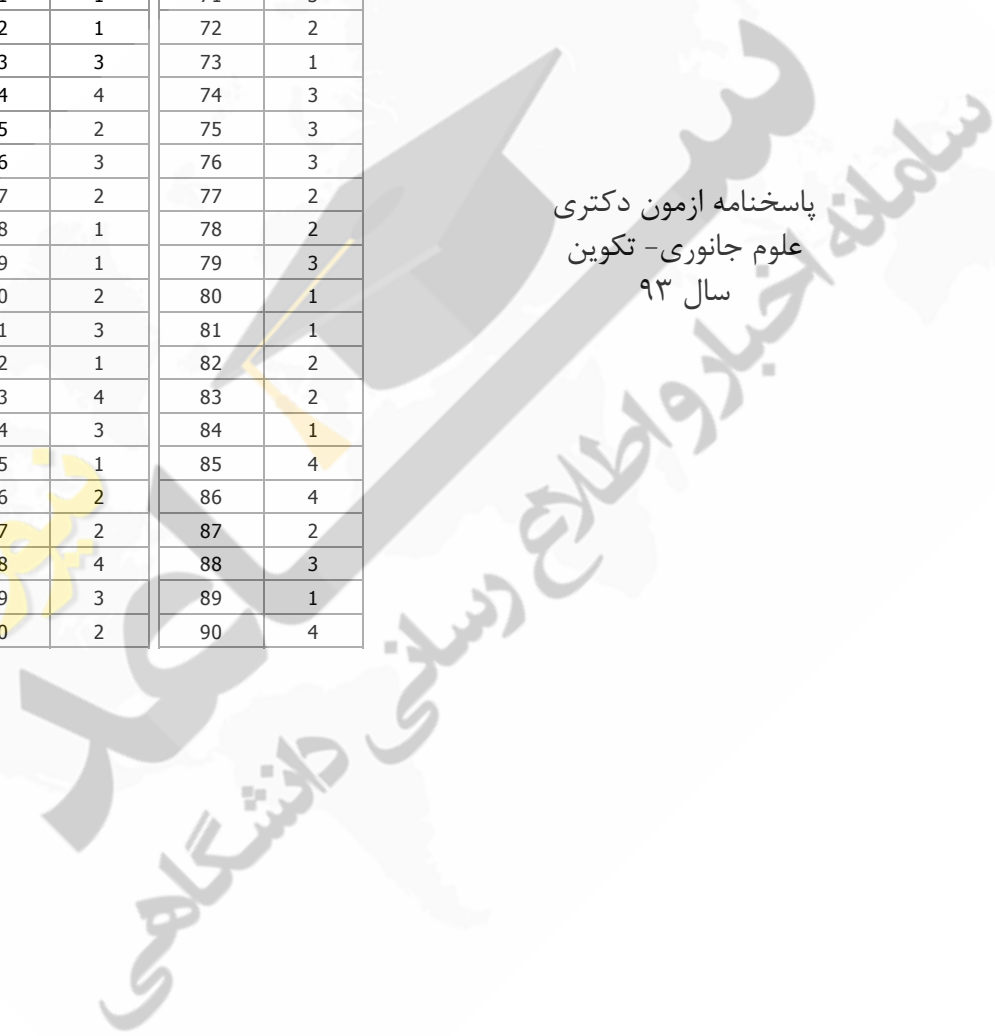 1 1 71
2 1 72 2
3 3 73 1
4 4 74 3
5 2 75 3
6 3 76 3
7 2 77 2
8 1 78 2
9 1 79 3
0 2 80 1
1 3 81 1
2 1 82 2
3 4 83 2
4 3 84 1
5 1 85 4
6 2 86 4
7 2 87 2
8 4 88 3
9 3 89 1
0 2 90 4
پاسخنامه ازمون دکتری
علوم جانوری- تکوین
سال ۹۳
سامانه اخبار و اطلاع رسانی دانشگاهی